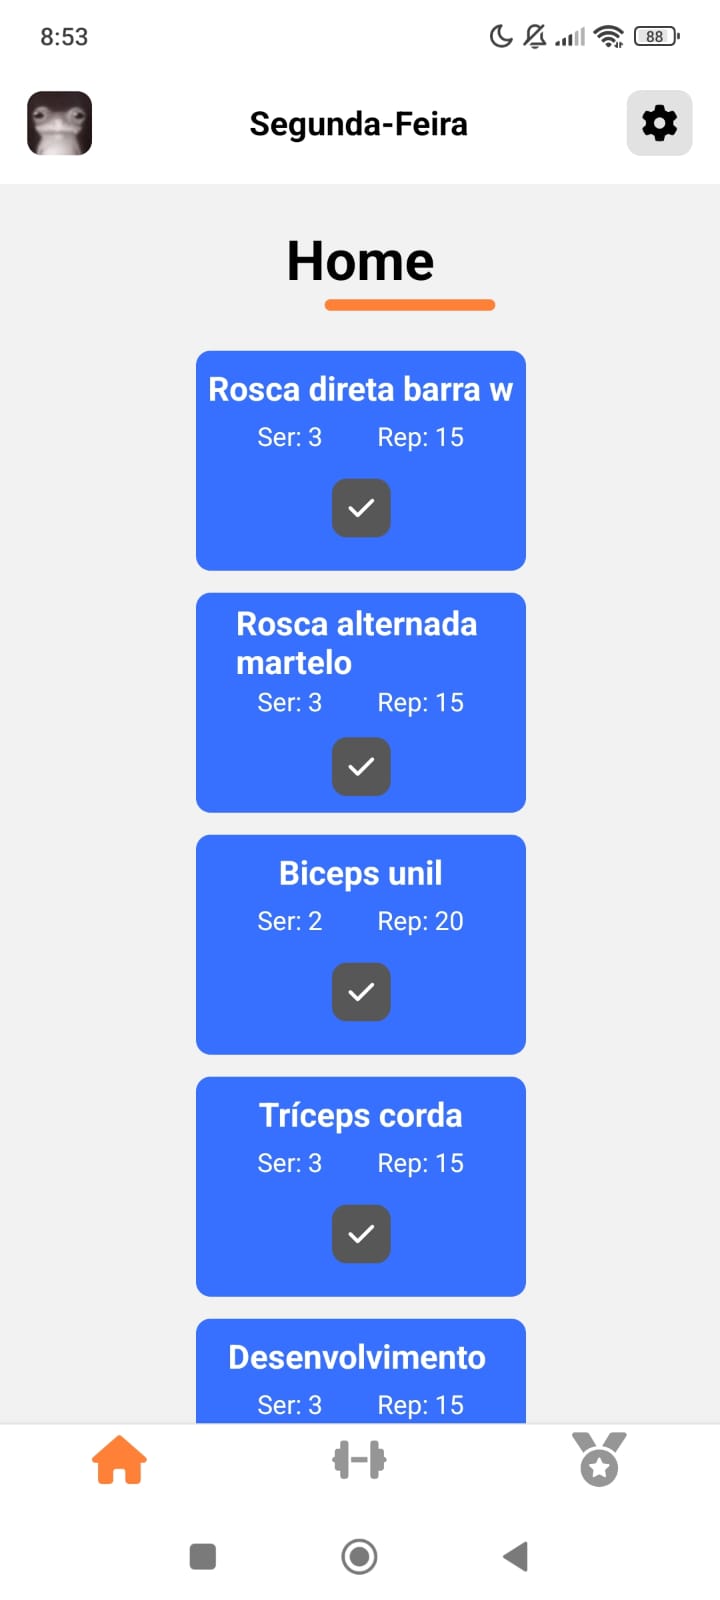 8:53
88
Segunda-Feira
Home
Rosca direta barra w
Ser: 3 Rep: 15
Rosca alternada
martelo
Ser: 3 Rep: 15
Biceps unil
Ser: 2 Rep: 20
Tríceps corda
Ser: 3 Rep: 15
Desenvolvimento
Ser: 3 Rep: 15